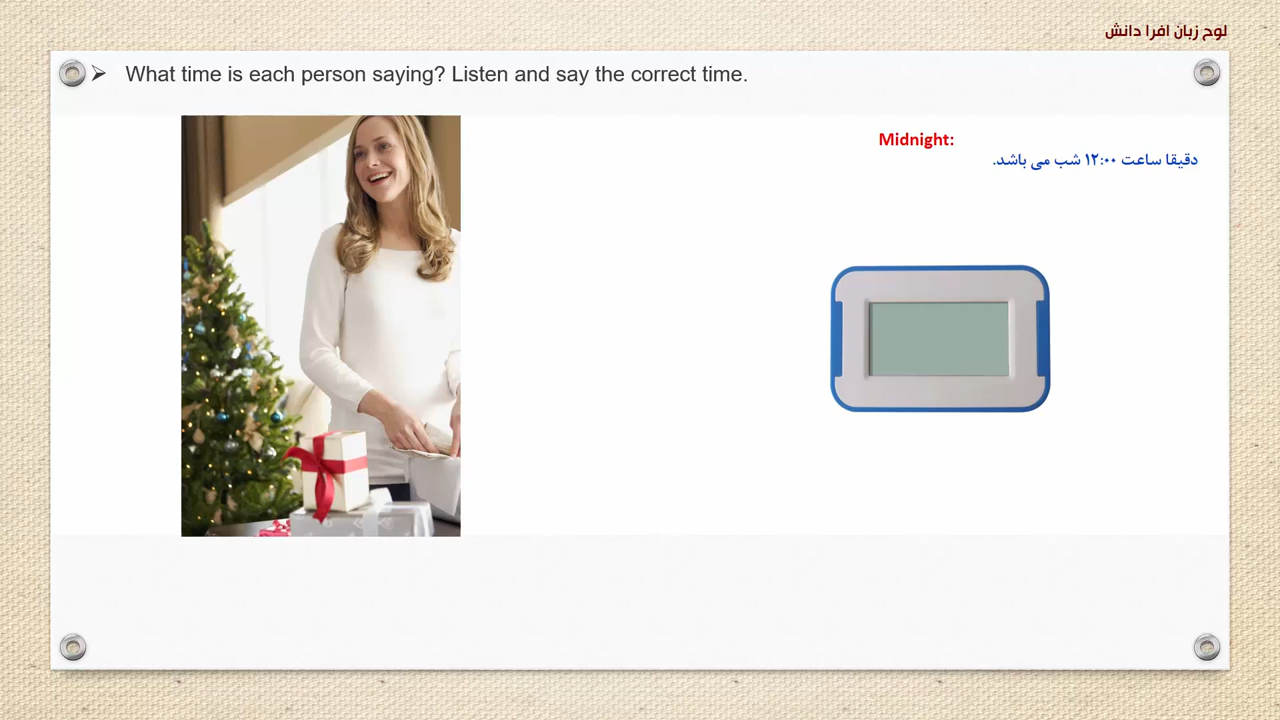 لوح زبان افرا دانش
➢ What time is each person saying? Listen and say the correct time.
Midnight:
دقیقا ساعت ۱۲:۰۰ شب می باشد.